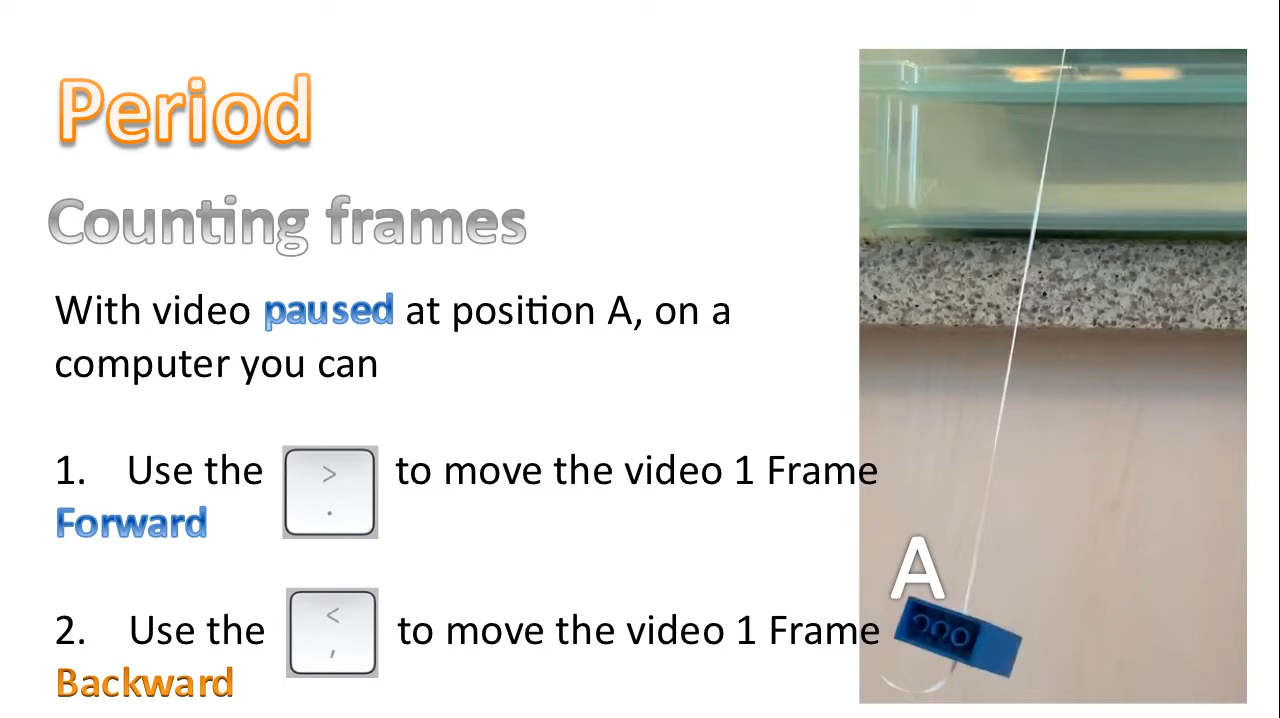 Period
Counting frames
With video paused at position A, on a
computer you can
1. Use the > . to move the video 1 Frame
Forward
A
2. Use the < , to move the video 1 Frame
Backward